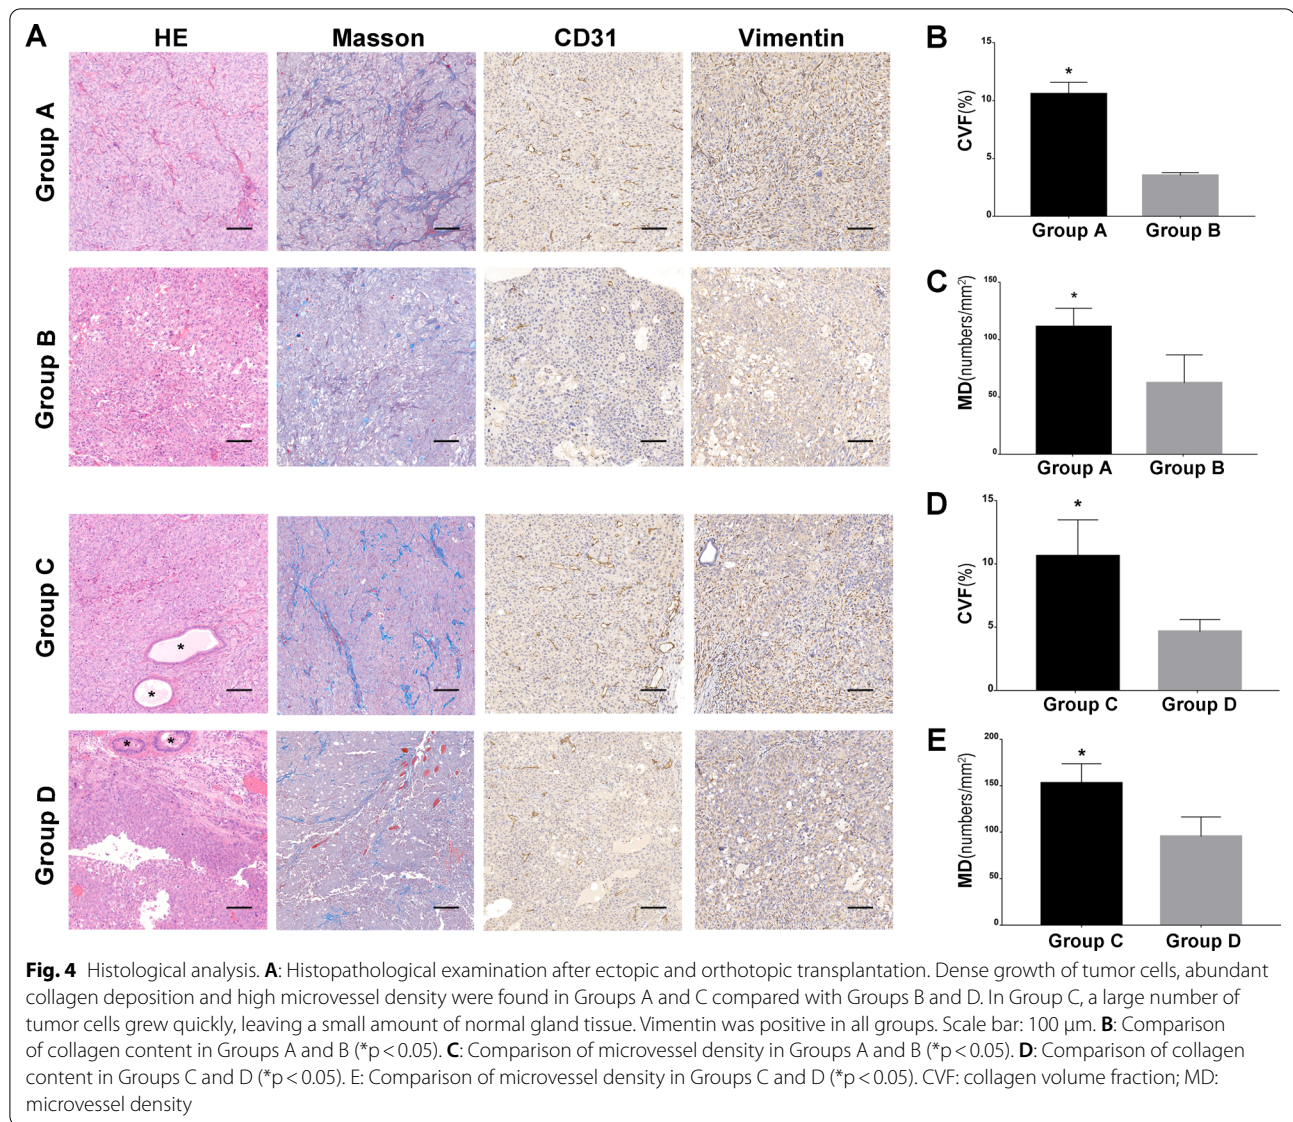 A
HE
Masson
CD31
Vimentin
Group A
Group B
Group C
*
*
Group D
*
*
B
CVF(%)
15
10
5
0
*
Group A
Group B
C
MD(numbers/mm²)
150
100
50
0
*
Group A
Group B
D
CVF(%)
15
10
5
0
*
Group C
Group D
E
MD(numbers/mm²)
200
150
100
50
0
*
Group C
Group D
Fig. 4 Histological analysis. A: Histopathological examination after ectopic and orthotopic transplantation. Dense growth of tumor cells, abundant
collagen deposition and high microvessel density were found in Groups A and C compared with Groups B and D. In Group C, a large number of
tumor cells grew quickly, leaving a small amount of normal gland tissue. Vimentin was positive in all groups. Scale bar: 100 μm. B: Comparison
of collagen content in Groups A and B (*p < 0.05). C: Comparison of microvessel density in Groups A and B (*p < 0.05). D: Comparison of collagen
content in Groups C and D (*p < 0.05). E: Comparison of microvessel density in Groups C and D (*p < 0.05). CVF: collagen volume fraction; MD:
microvessel density